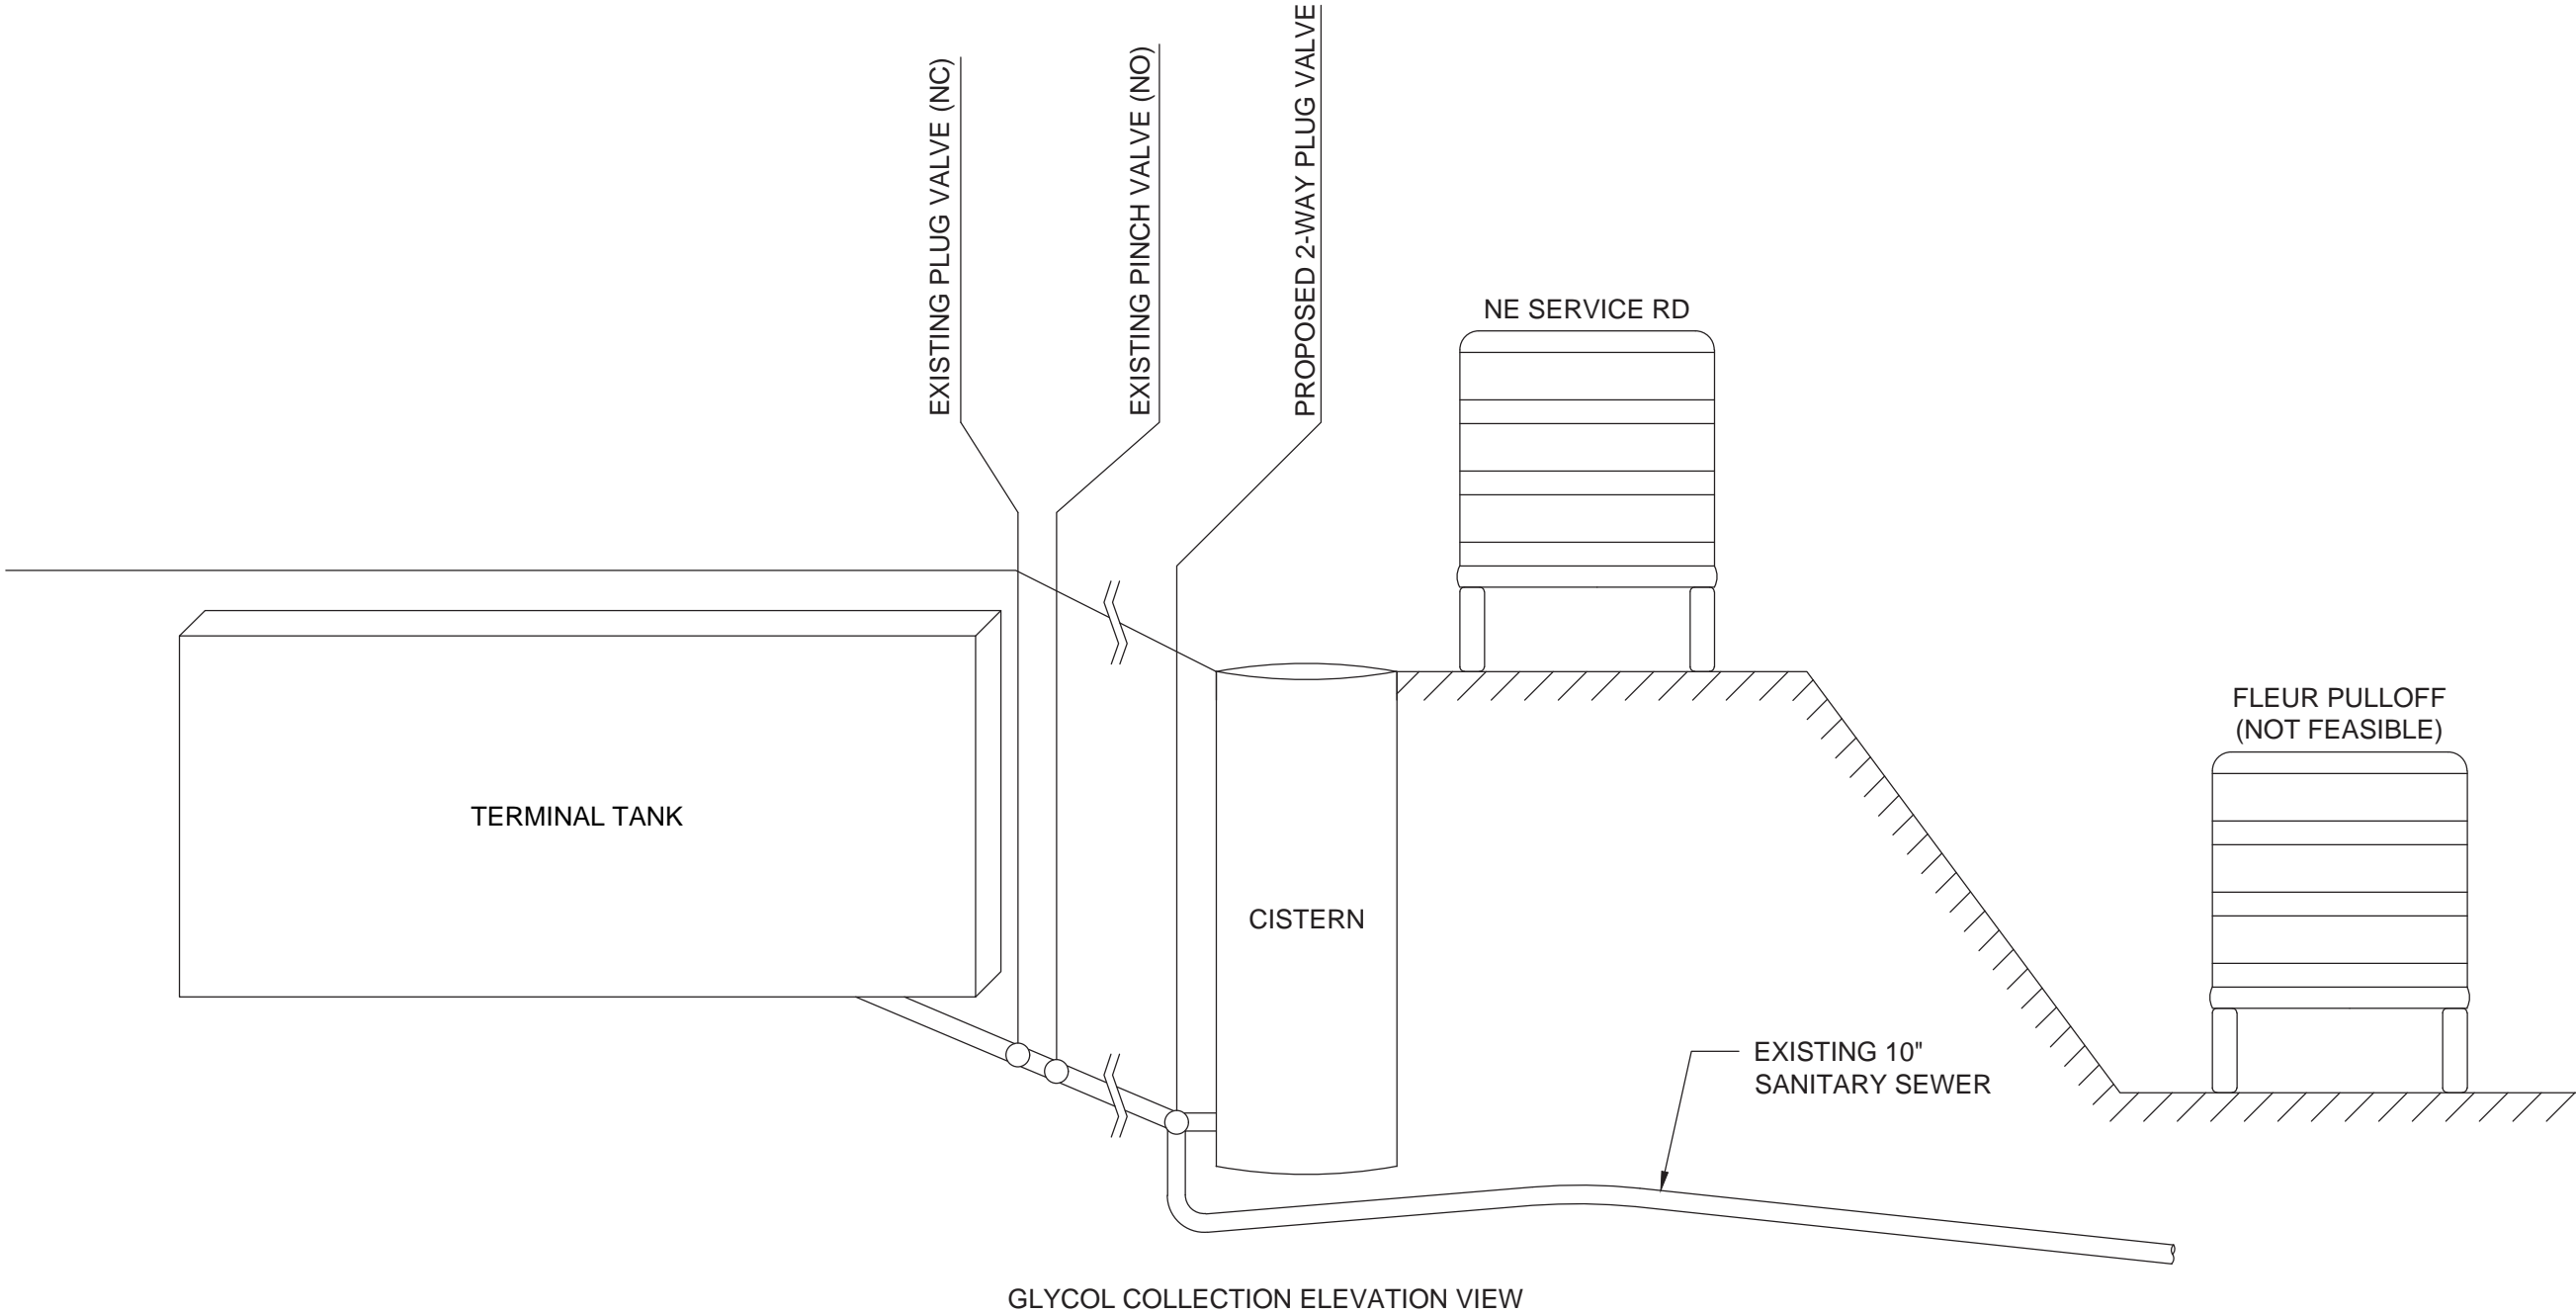 EXISTING PLUG VALVE (NC)
EXISTING PINCH VALVE (NO)
PROPOSED 2-WAY PLUG VALVE
NE SERVICE RD
FLEUR PULLOFF
(NOT FEASIBLE)
TERMINAL TANK
CISTERN
EXISTING 10"
SANITARY SEWER
GLYCOL COLLECTION ELEVATION VIEW